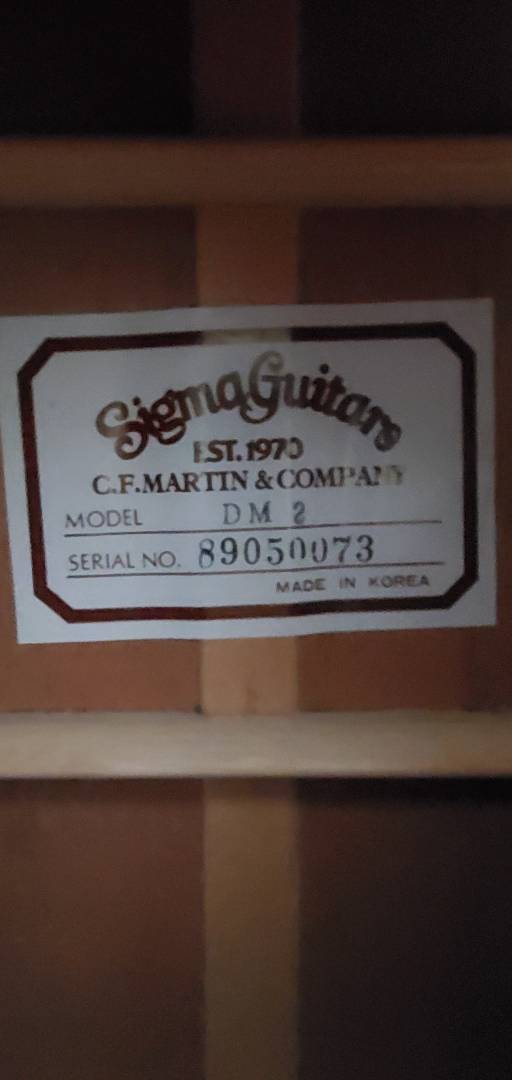 Sigma Guitars
EST. 1970
C.F. MARTIN & COMPANY
MODEL DM 2
SERIAL NO. 89050073
MADE IN KOREA